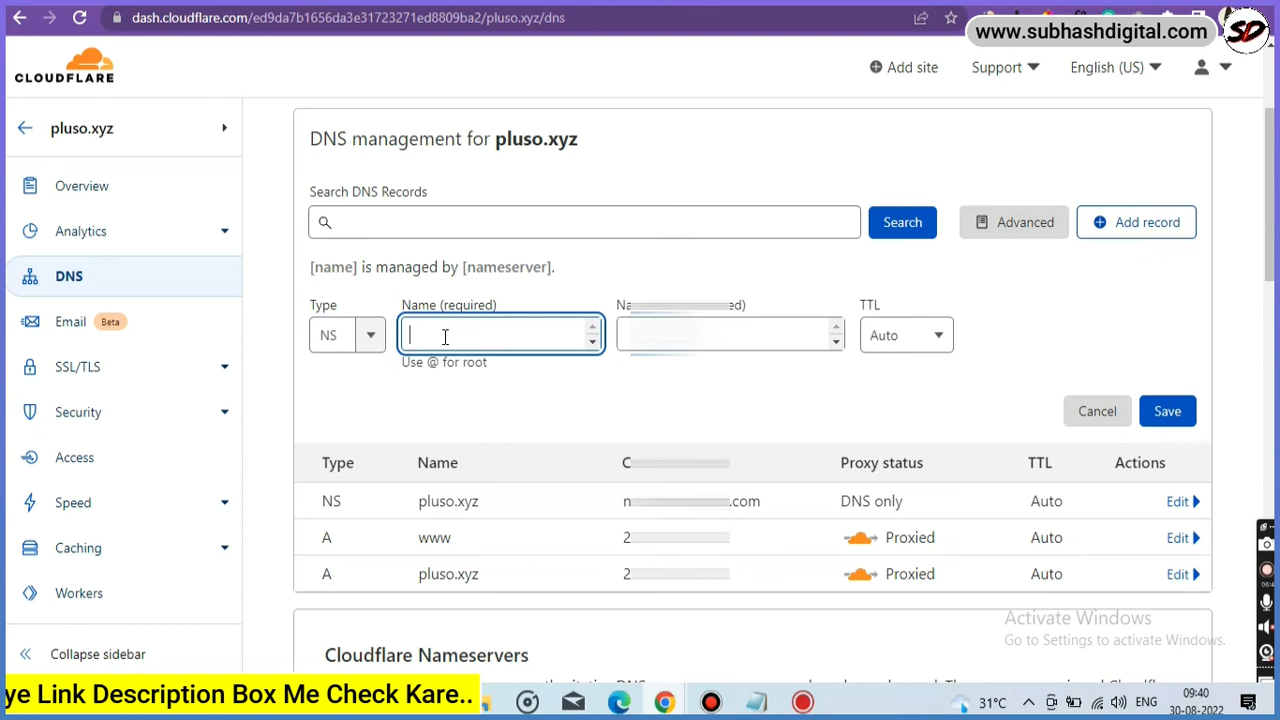 dash.cloudflare.com/ed9da7b1656da3e31723271ed8809ba2/pluso.xyz/dns
www.subhashdigital.com
SD
CLOUDFLARE
Add site
Support
English (US)
pluso.xyz
Overview
Analytics
DNS
Email Beta
SSL/TLS
Security
Access
Speed
Caching
Workers
Collapse sidebar
DNS management for pluso.xyz
Search DNS Records
Search
Advanced
Add record
[name] is managed by [nameserver].
Type Name (required) Na ed) TTL
NS Auto
Use @ for root
Cancel Save
Type Name C Proxy status TTL Actions
NS pluso.xyz n .com DNS only Auto Edit
A www 2 Proxied Auto Edit
A pluso.xyz 2 Proxied Auto Edit
Cloudflare Nameservers
Activate Windows
Go to Settings to activate Windows.
ye Link Description Box Me Check Kare..
31°C
ENG
09:40
30-08-2022